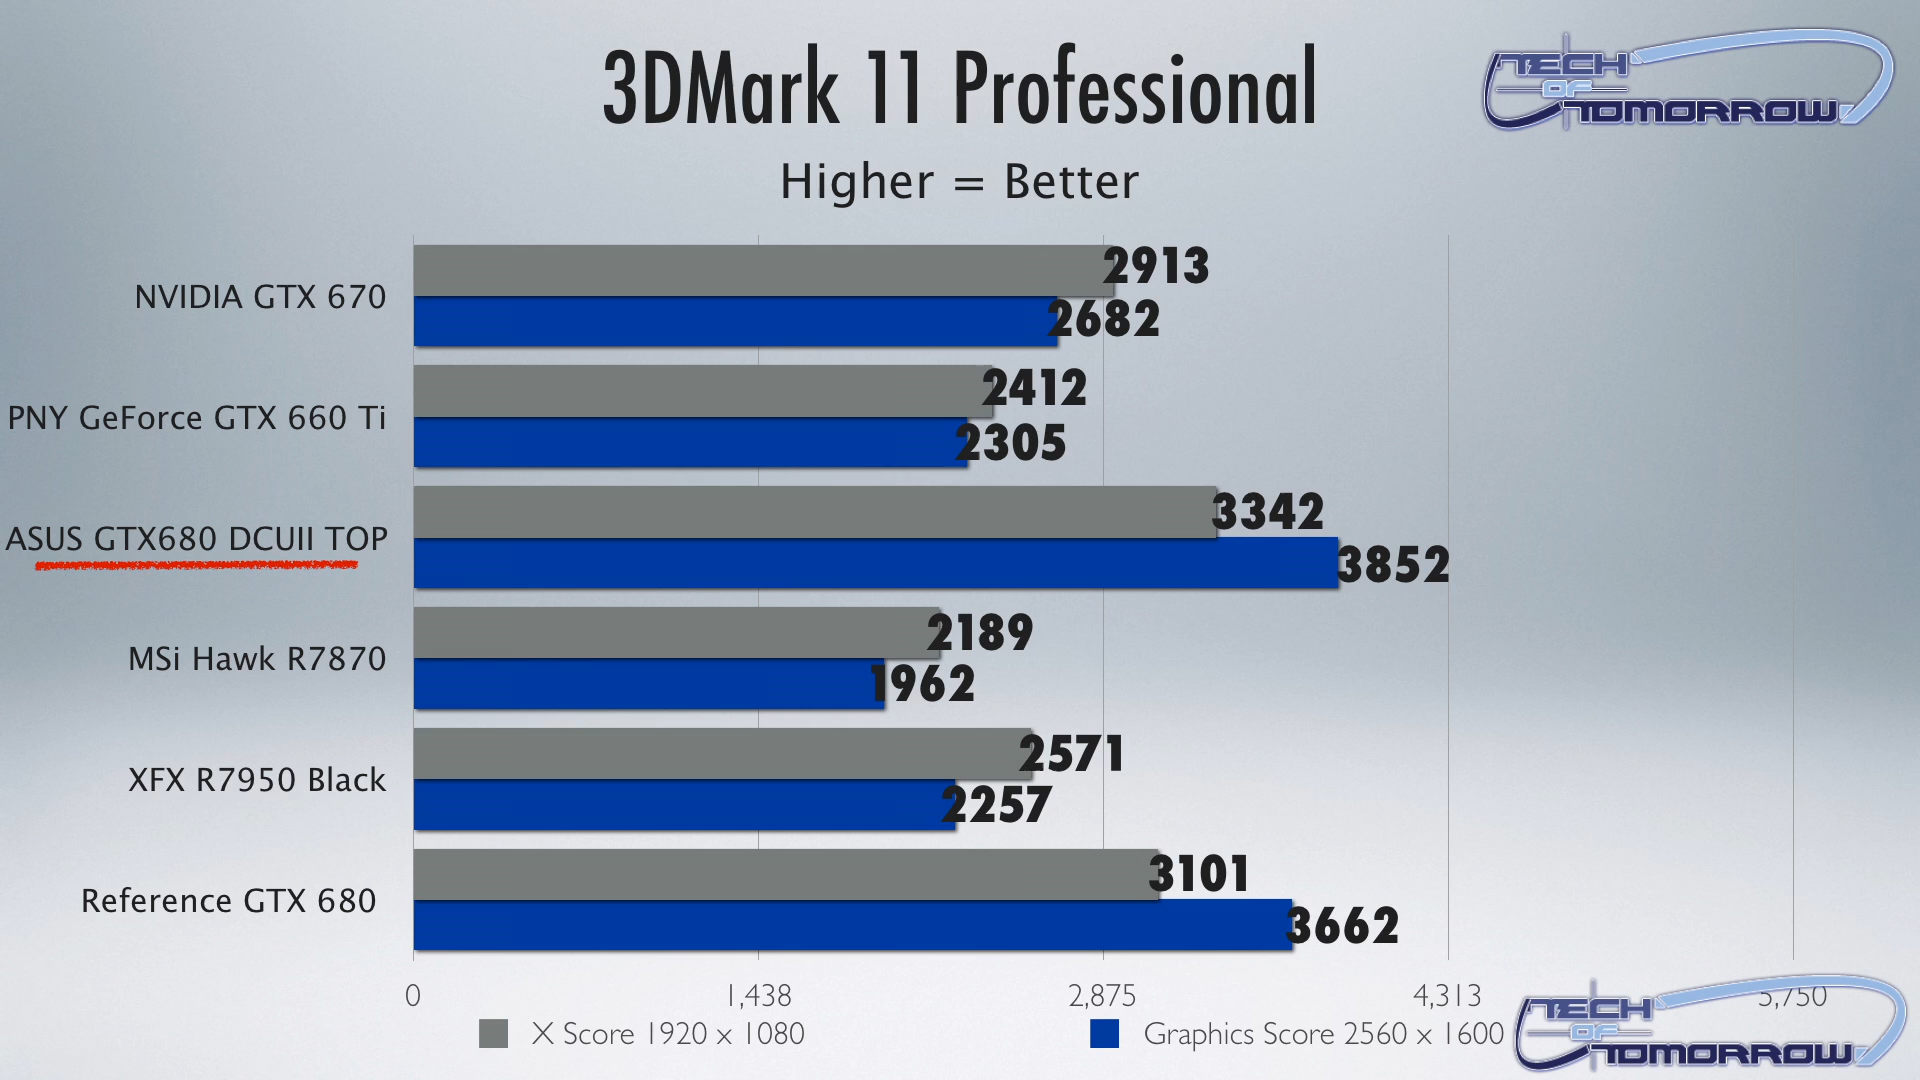 3DMark 11 Professional
TECH
OF
TOMORROW
Higher = Better
NVIDIA GTX 670
2913
2682
PNY GeForce GTX 660 Ti
2412
2305
ASUS GTX680 DCUII TOP
3342
3852
MSi Hawk R7870
2189
1962
XFX R7950 Black
2571
2257
Reference GTX 680
3101
3662
0 1,438 2,875 4,313 5,750
X Score 1920 x 1080 Graphics Score 2560 x 1600
TECH
OF
TOMORROW